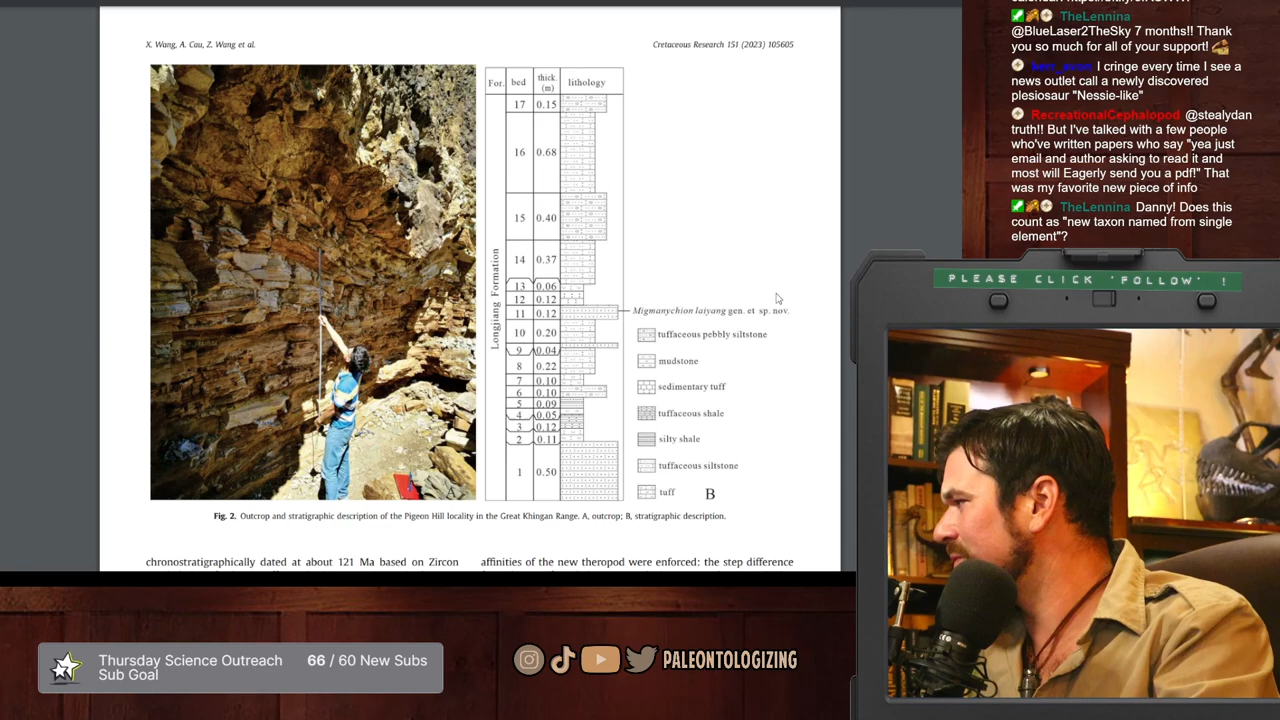 X. Wang, A. Cau, Z. Wang et al.
Cretaceous Research 151 (2023) 105605
For. bed thick. (m) lithology
17 0.15
16 0.68
15 0.40
14 0.37
13 0.06
12 0.12
11 0.12
10 0.20
9 0.04
8 0.22
7 0.10
6 0.10
5 0.09
4 0.05
3 0.12
2 0.11
1 0.50
Longjiang Formation
Migmanychion laiyang gen. et sp. nov.
tuffaceous pebbly siltstone
mudstone
sedimentary tuff
tuffaceous shale
silty shale
tuffaceous siltstone
tuff
B
Fig. 2. Outcrop and stratigraphic description of the Pigeon Hill locality in the Great Khingan Range. A, outcrop; B, stratigraphic description.
chronostratigraphically dated at about 121 Ma based on Zircon
affinities of the new theropod were enforced: the step difference
TheLennina
@BlueLaser2TheSky 7 months!! Thank
you so much for all of your support!
I cringe every time I see a
news outlet call a newly discovered
plesiosaur "Nessie-like"
RecreationalCephalopod @stealydan
truth!! But I've talked with a few people
who've written papers who say "yea just
email and author asking to read it and
most will Eagerly send you a pdf!" That
was my favorite new piece of info
TheLennina Danny! Does this
count as "new taxon named from single
element"?
PLEASE CLICK "FOLLOW" !
Thursday Science Outreach
Sub Goal
66 / 60 New Subs
PALEONTOLOGIZING